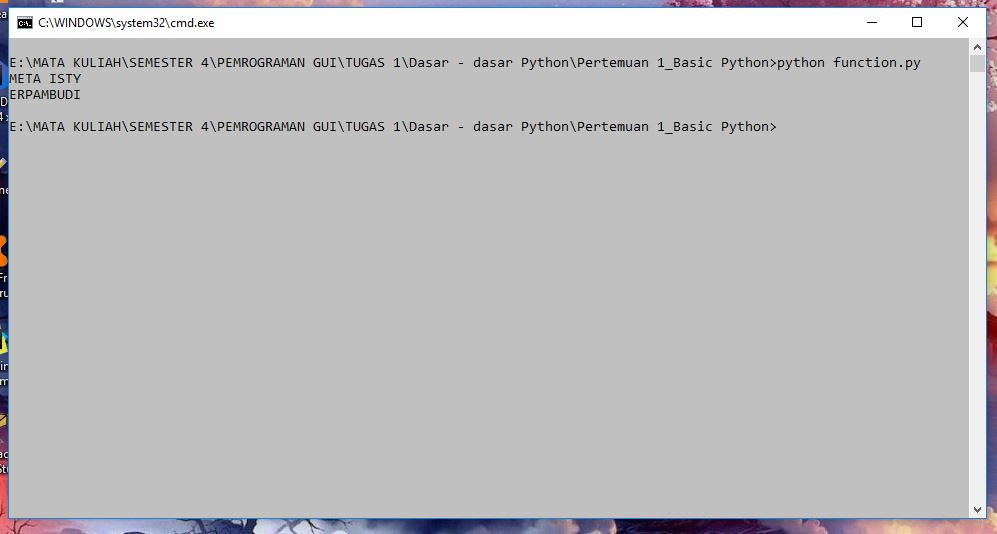 C:\WINDOWS\system32\cmd.exe
E:\MATA KULIAH\SEMESTER 4\PEMROGRAMAN GUI\TUGAS 1\Dasar - dasar Python\Pertemuan 1_Basic Python>python function.py
META ISTY
ERPAMBUDI
E:\MATA KULIAH\SEMESTER 4\PEMROGRAMAN GUI\TUGAS 1\Dasar - dasar Python\Pertemuan 1_Basic Python>